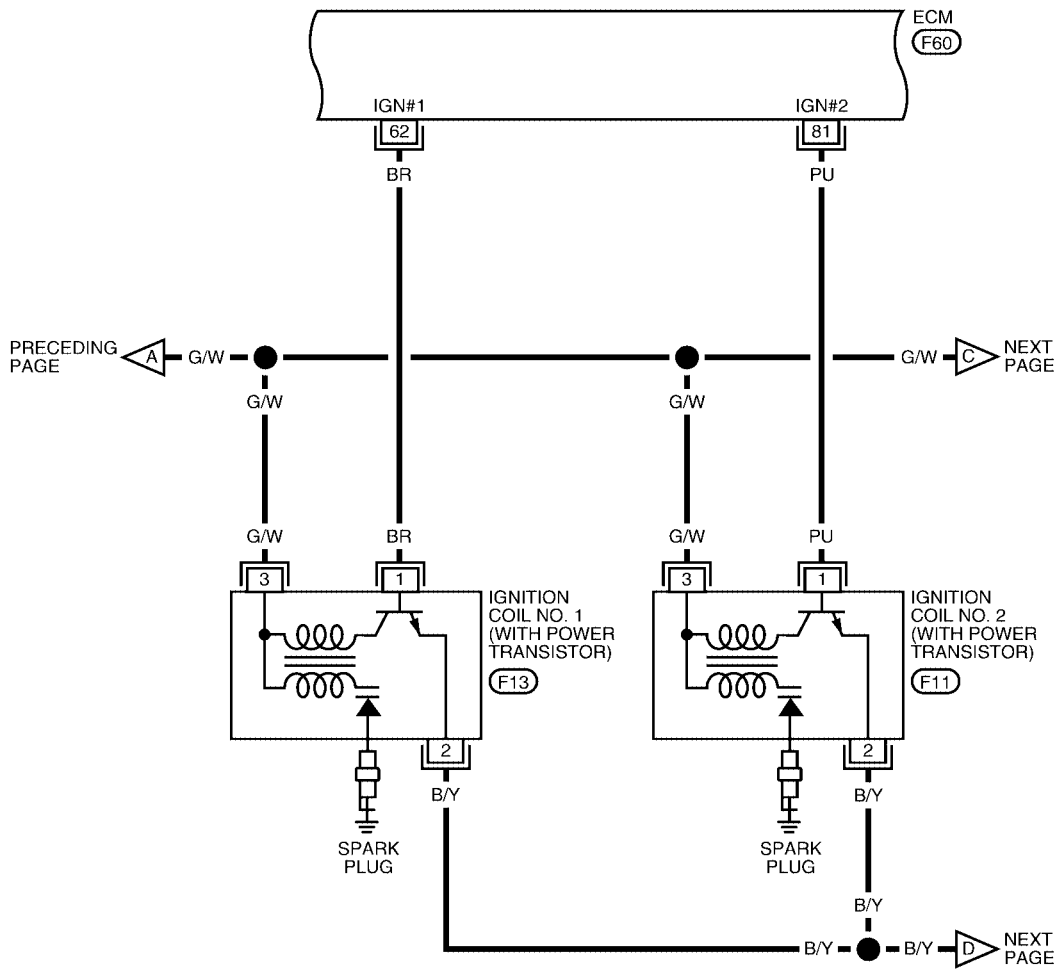 ECM
F60
IGN#1
IGN#2
62
81
BR
PU
PRECEDING
PAGE
A
G/W
G/W
C
NEXT
PAGE
G/W
G/W
G/W
BR
G/W
PU
3
1
3
1
IGNITION
COIL NO. 1
(WITH POWER
TRANSISTOR)
F13
IGNITION
COIL NO. 2
(WITH POWER
TRANSISTOR)
F11
2
2
B/Y
B/Y
SPARK
PLUG
SPARK
PLUG
B/Y
B/Y
B/Y
D
NEXT
PAGE